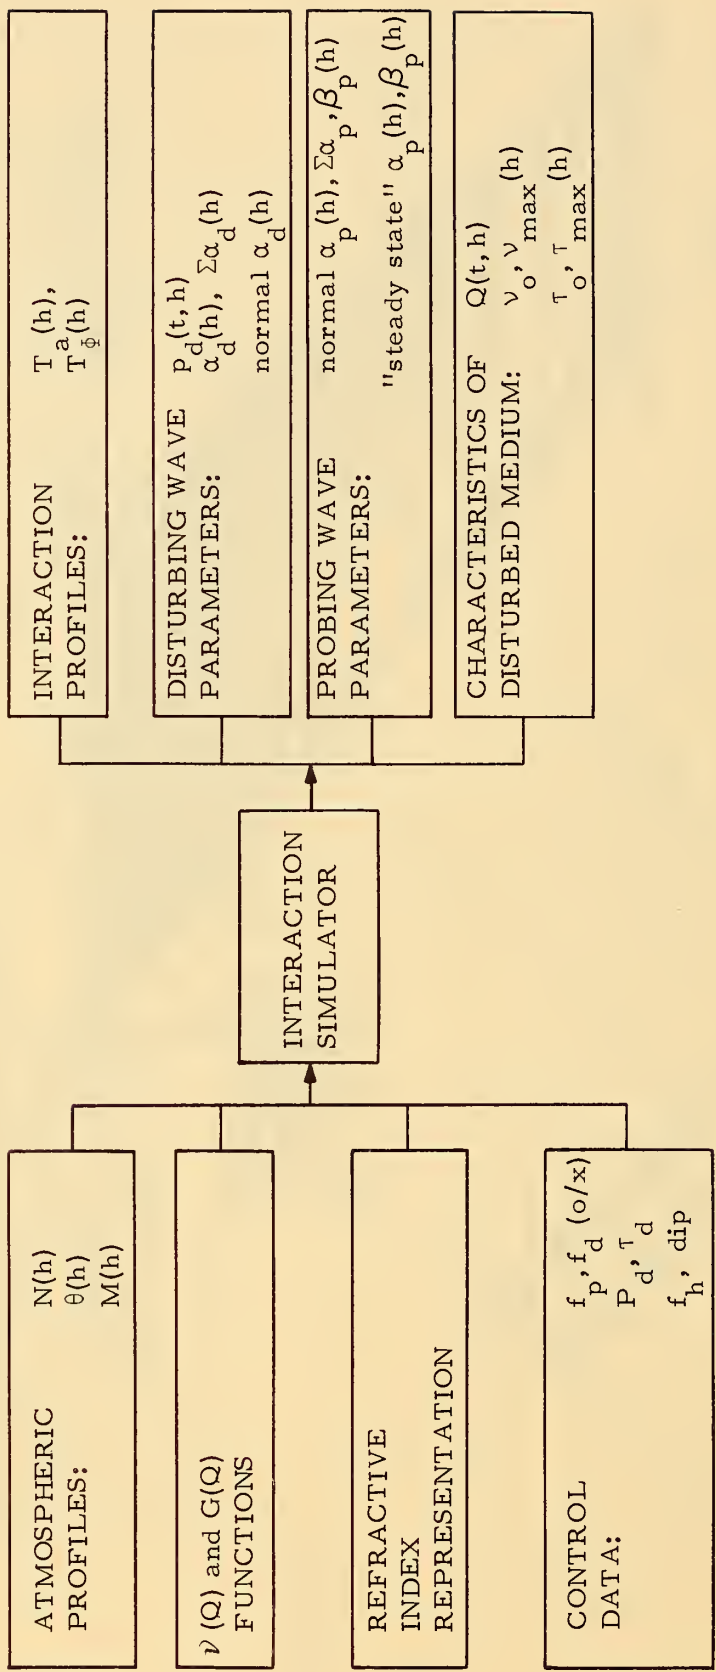 ATMOSPHERIC
PROFILES:
N(h)
θ(h)
M(h)
ν(Q) and G(Q)
FUNCTIONS
REFRACTIVE
INDEX
REPRESENTATION
CONTROL
DATA:
f_p, f_d (o/x)
P_d, τ_d
f_h, dip
INTERACTION
SIMULATOR
INTERACTION
PROFILES:
T_a(h),
T_Φ(h)
DISTURBING WAVE
PARAMETERS:
p_d(t,h)
α_d(h), Σα_d(h)
normal α_d(h)
PROBING WAVE
PARAMETERS:
normal α_p(h), Σα_p, β_p(h)
"steady state" α_p(h), β_p(h)
CHARACTERISTICS OF
DISTURBED MEDIUM:
Q(t,h)
ν_o, ν_max(h)
τ_o, τ_max(h)